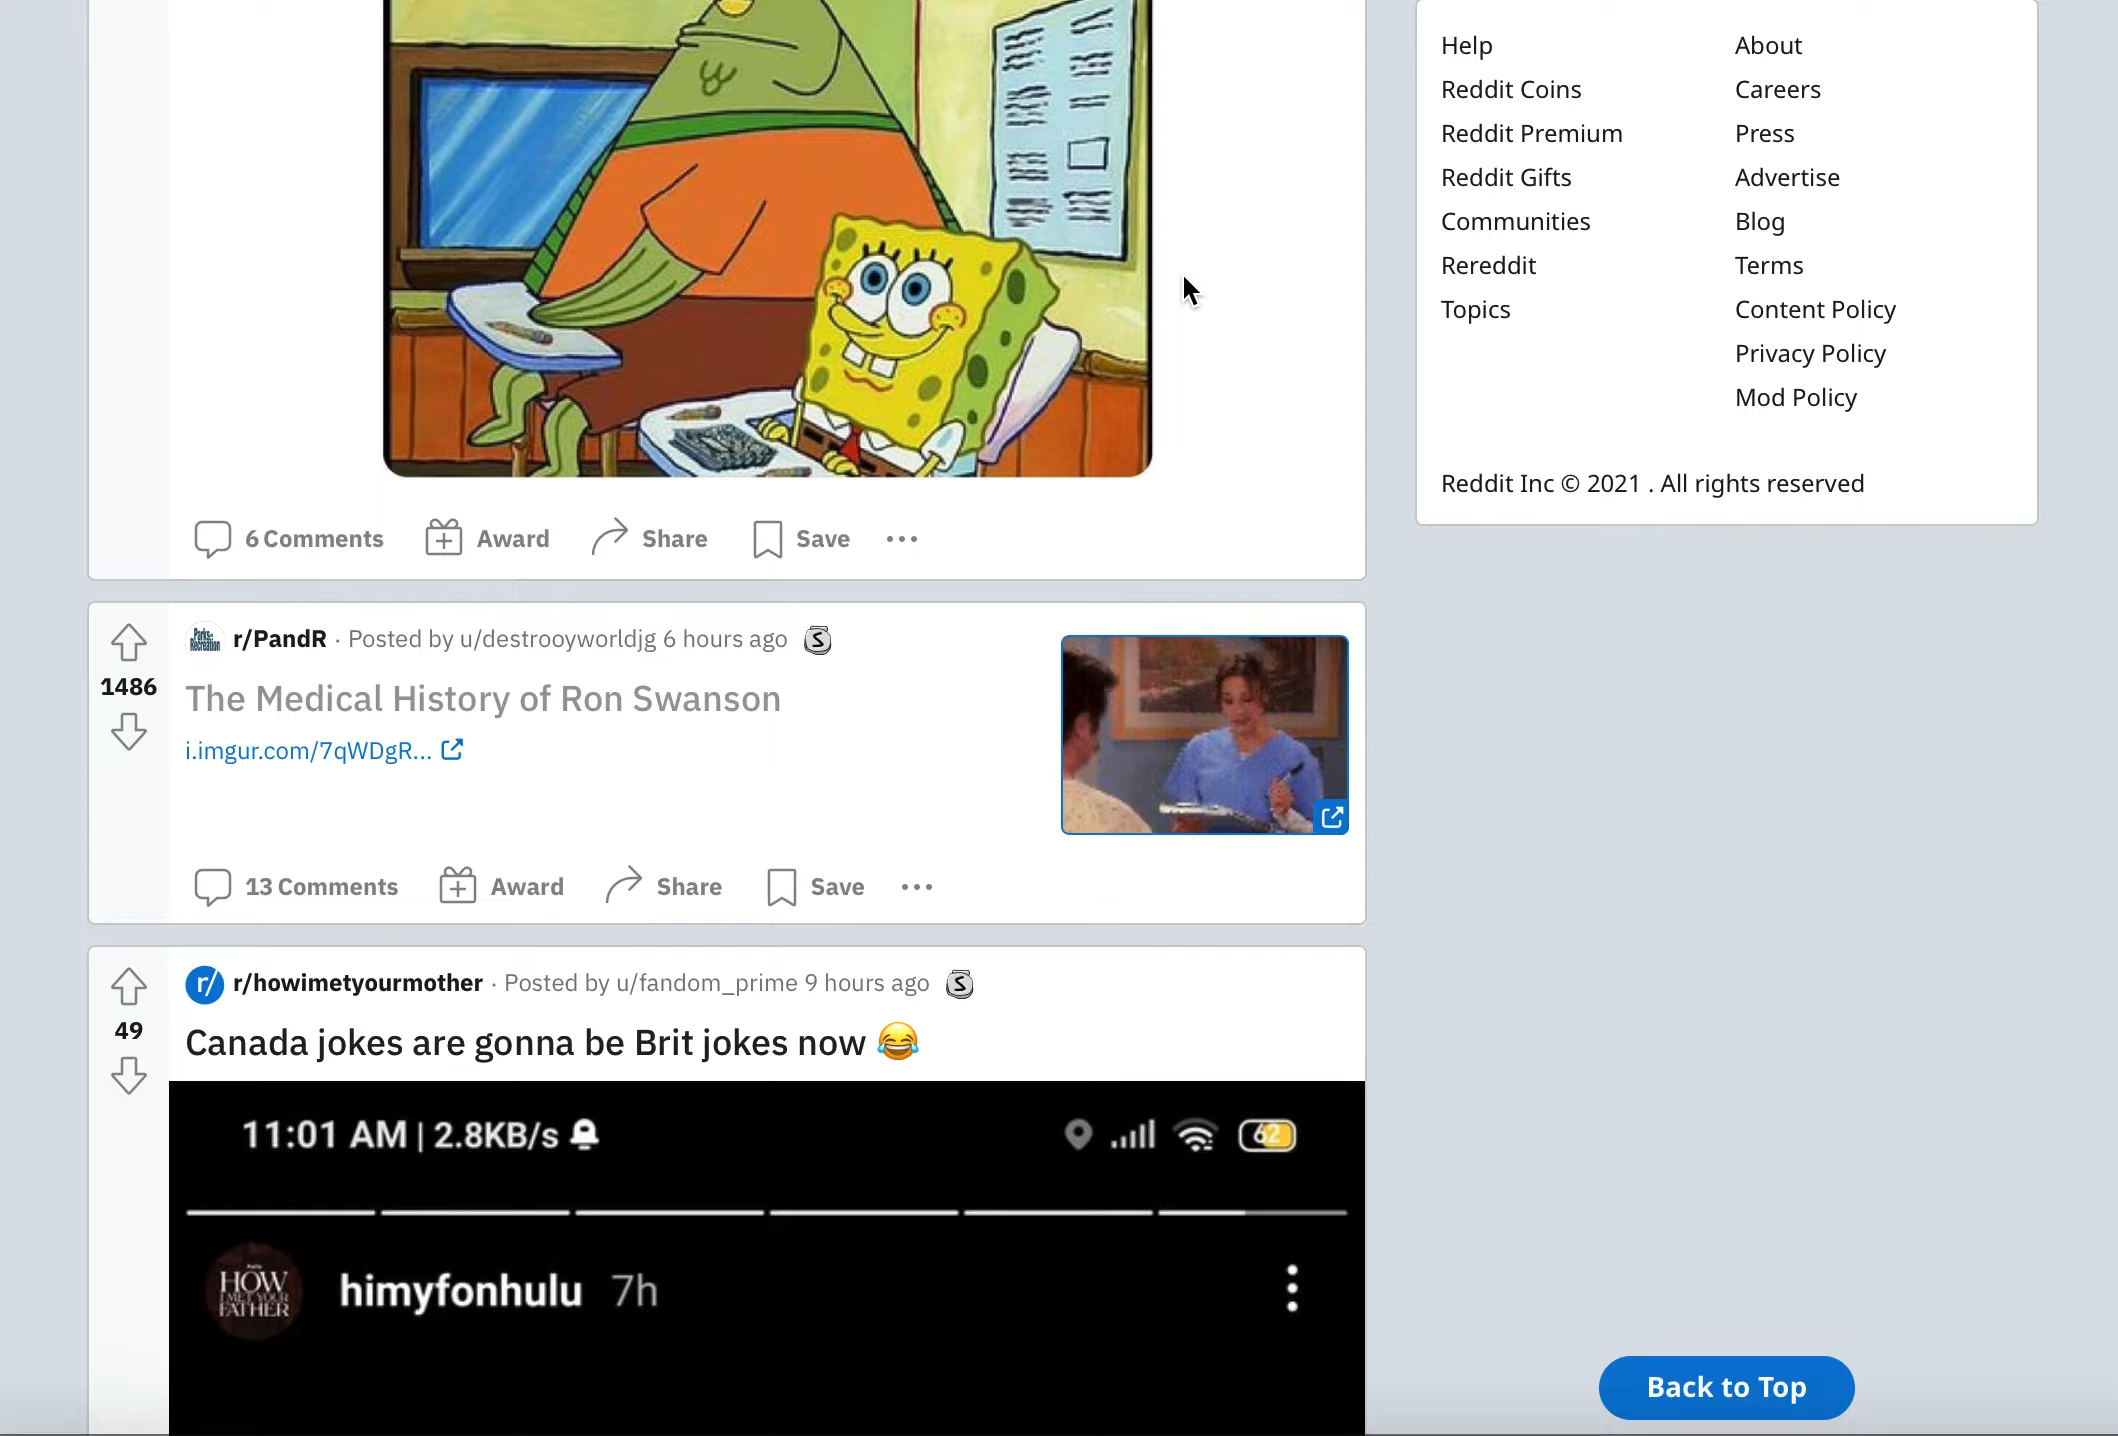 6 Comments Award Share Save
r/PandR · Posted by u/destrooyworldjg 6 hours ago
1486
The Medical History of Ron Swanson
i.imgur.com/7qWDgR...
13 Comments Award Share Save
r/ r/howimetyourmother · Posted by u/fandom_prime 9 hours ago
49
Canada jokes are gonna be Brit jokes now 😂
11:01 AM | 2.8KB/s
62
HOW
I MET YOUR
FATHER
himyfonhulu 7h
Help
Reddit Coins
Reddit Premium
Reddit Gifts
Communities
Rereddit
Topics
About
Careers
Press
Advertise
Blog
Terms
Content Policy
Privacy Policy
Mod Policy
Reddit Inc © 2021 . All rights reserved
Back to Top